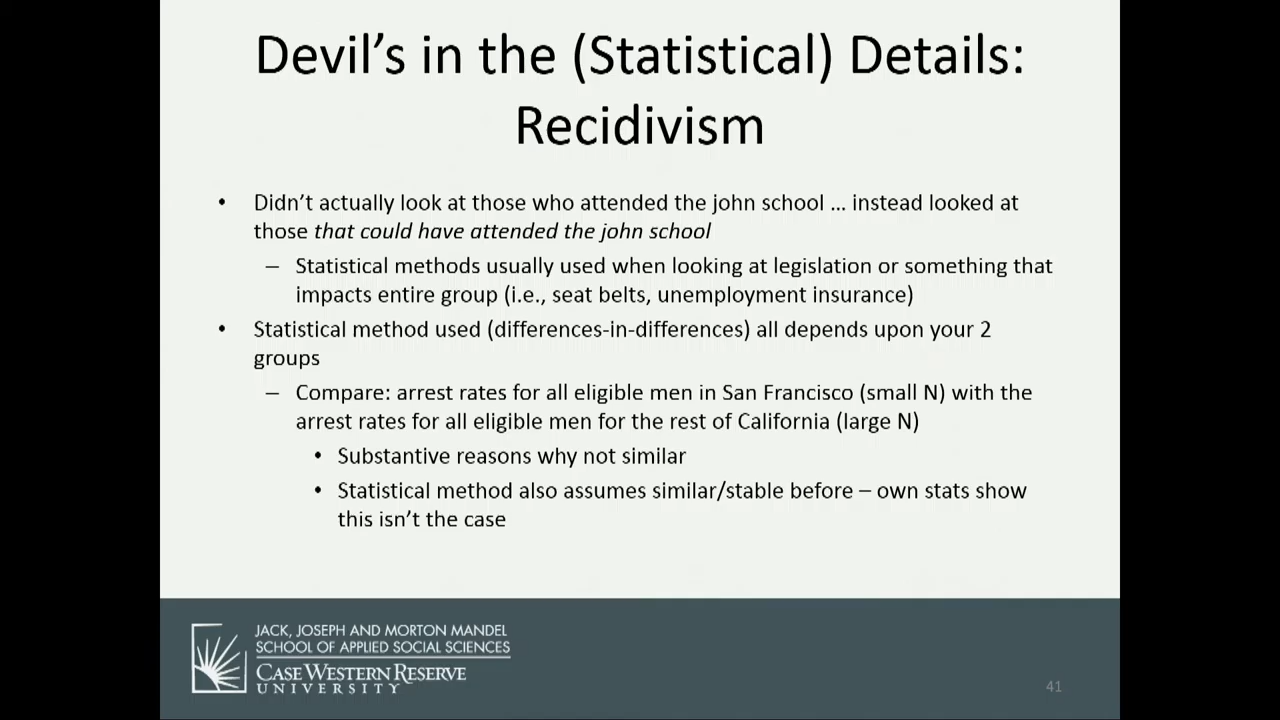 Devil's in the (Statistical) Details:
Recidivism
• Didn't actually look at those who attended the john school ... instead looked at
those that could have attended the john school
– Statistical methods usually used when looking at legislation or something that
impacts entire group (i.e., seat belts, unemployment insurance)
• Statistical method used (differences-in-differences) all depends upon your 2
groups
– Compare: arrest rates for all eligible men in San Francisco (small N) with the
arrest rates for all eligible men for the rest of California (large N)
• Substantive reasons why not similar
• Statistical method also assumes similar/stable before – own stats show
this isn't the case
JACK, JOSEPH AND MORTON MANDEL
SCHOOL OF APPLIED SOCIAL SCIENCES
CASE WESTERN RESERVE
UNIVERSITY
41